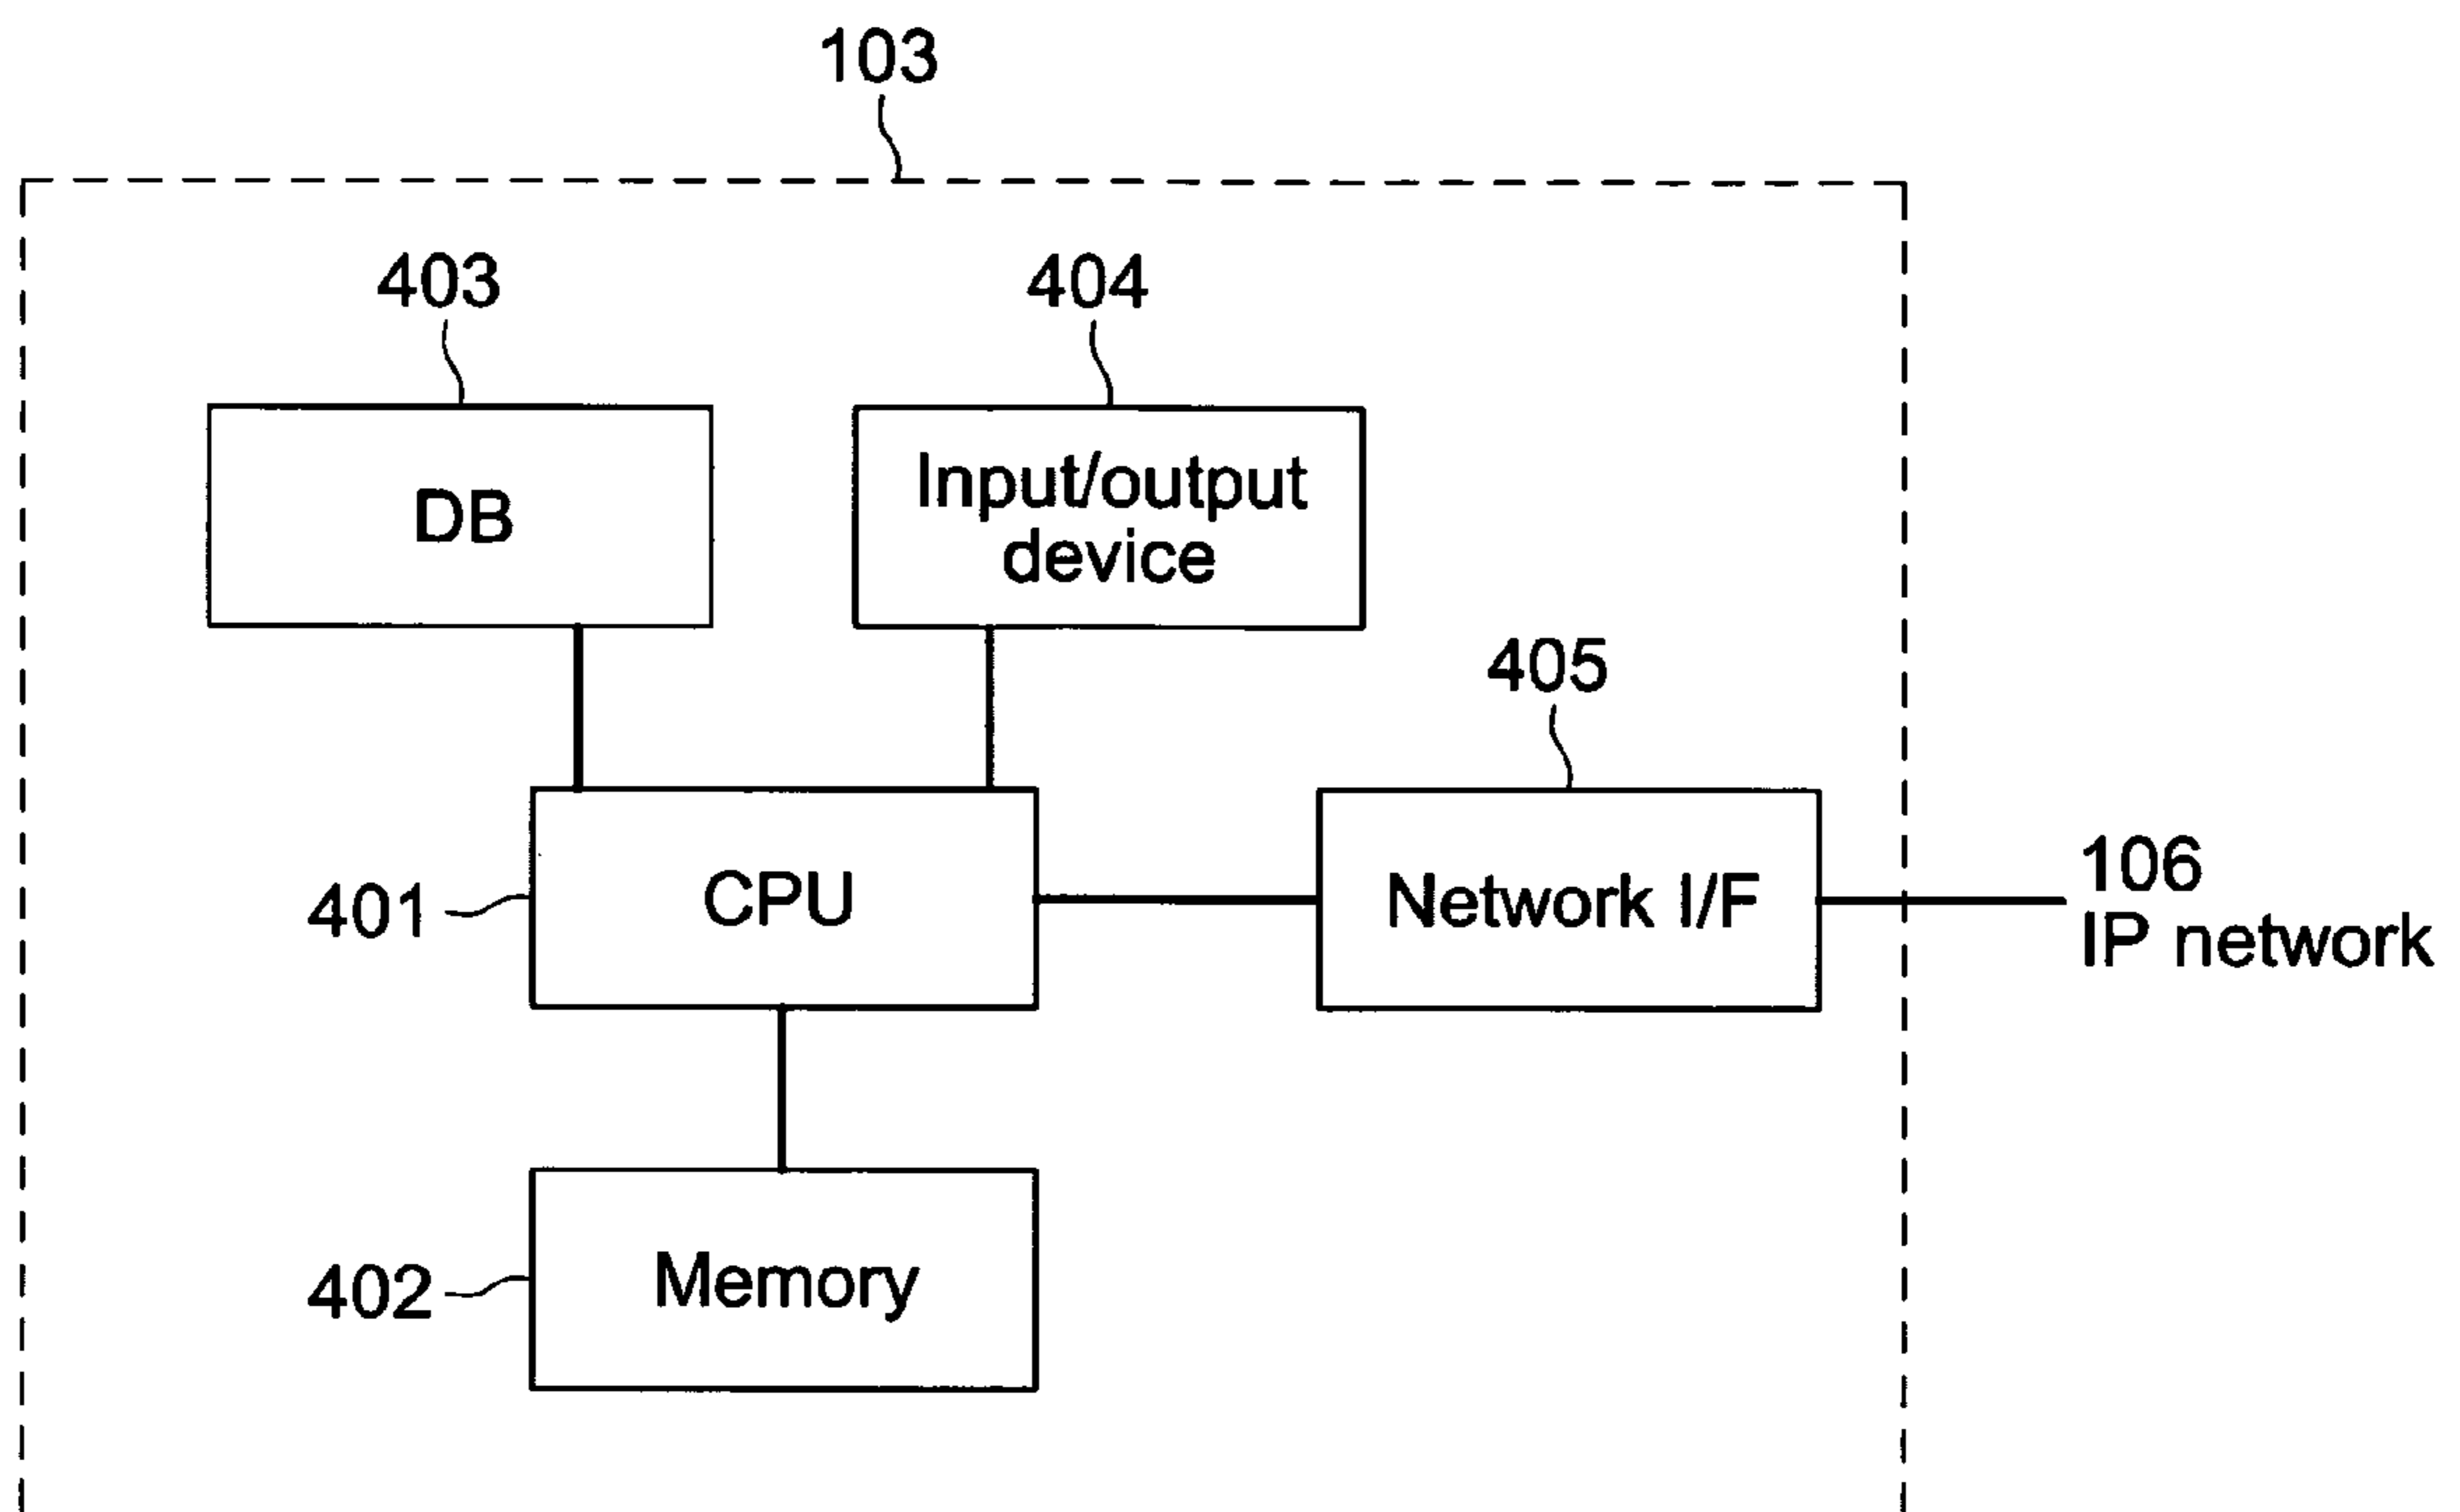 103
403
404
DB
Input/output
device
405
401
CPU
Network I/F
106
IP network
402
Memory